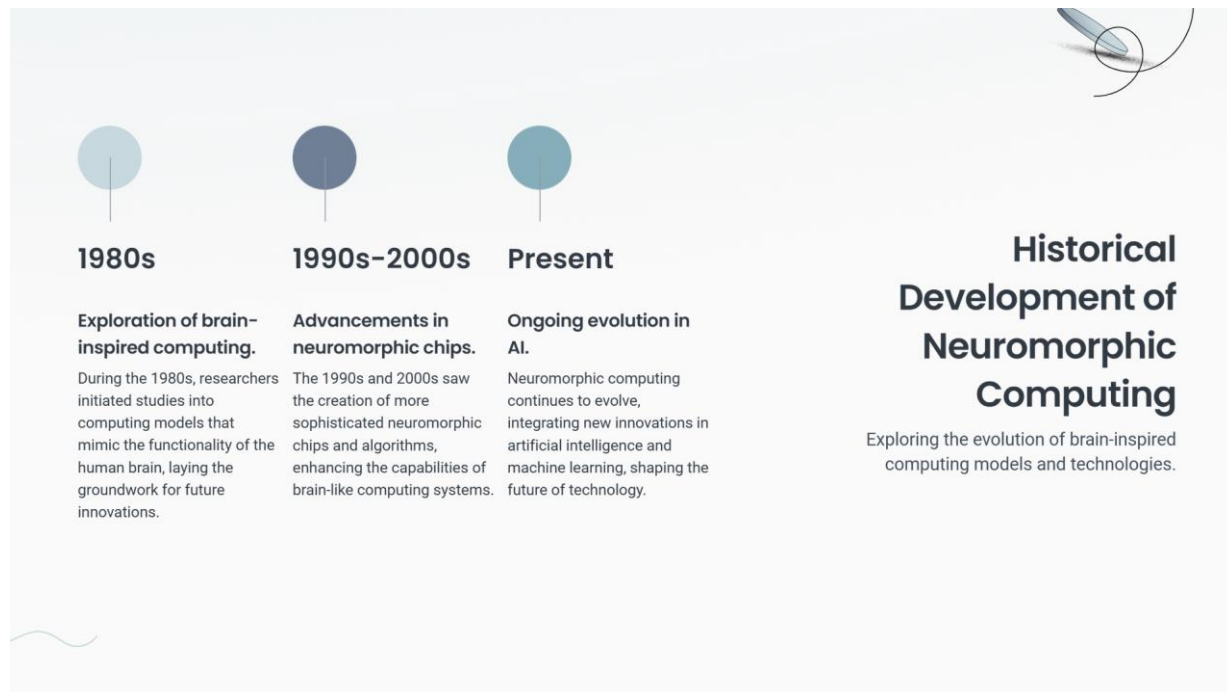 1980s
Exploration of brain-
inspired computing.
During the 1980s, researchers
initiated studies into
computing models that
mimic the functionality of the
human brain, laying the
groundwork for future
innovations.
1990s-2000s
Advancements in
neuromorphic chips.
The 1990s and 2000s saw
the creation of more
sophisticated neuromorphic
chips and algorithms,
enhancing the capabilities of
brain-like computing systems.
Present
Ongoing evolution in
AI.
Neuromorphic computing
continues to evolve,
integrating new innovations in
artificial intelligence and
machine learning, shaping the
future of technology.
Historical
Development of
Neuromorphic
Computing
Exploring the evolution of brain-inspired
computing models and technologies.